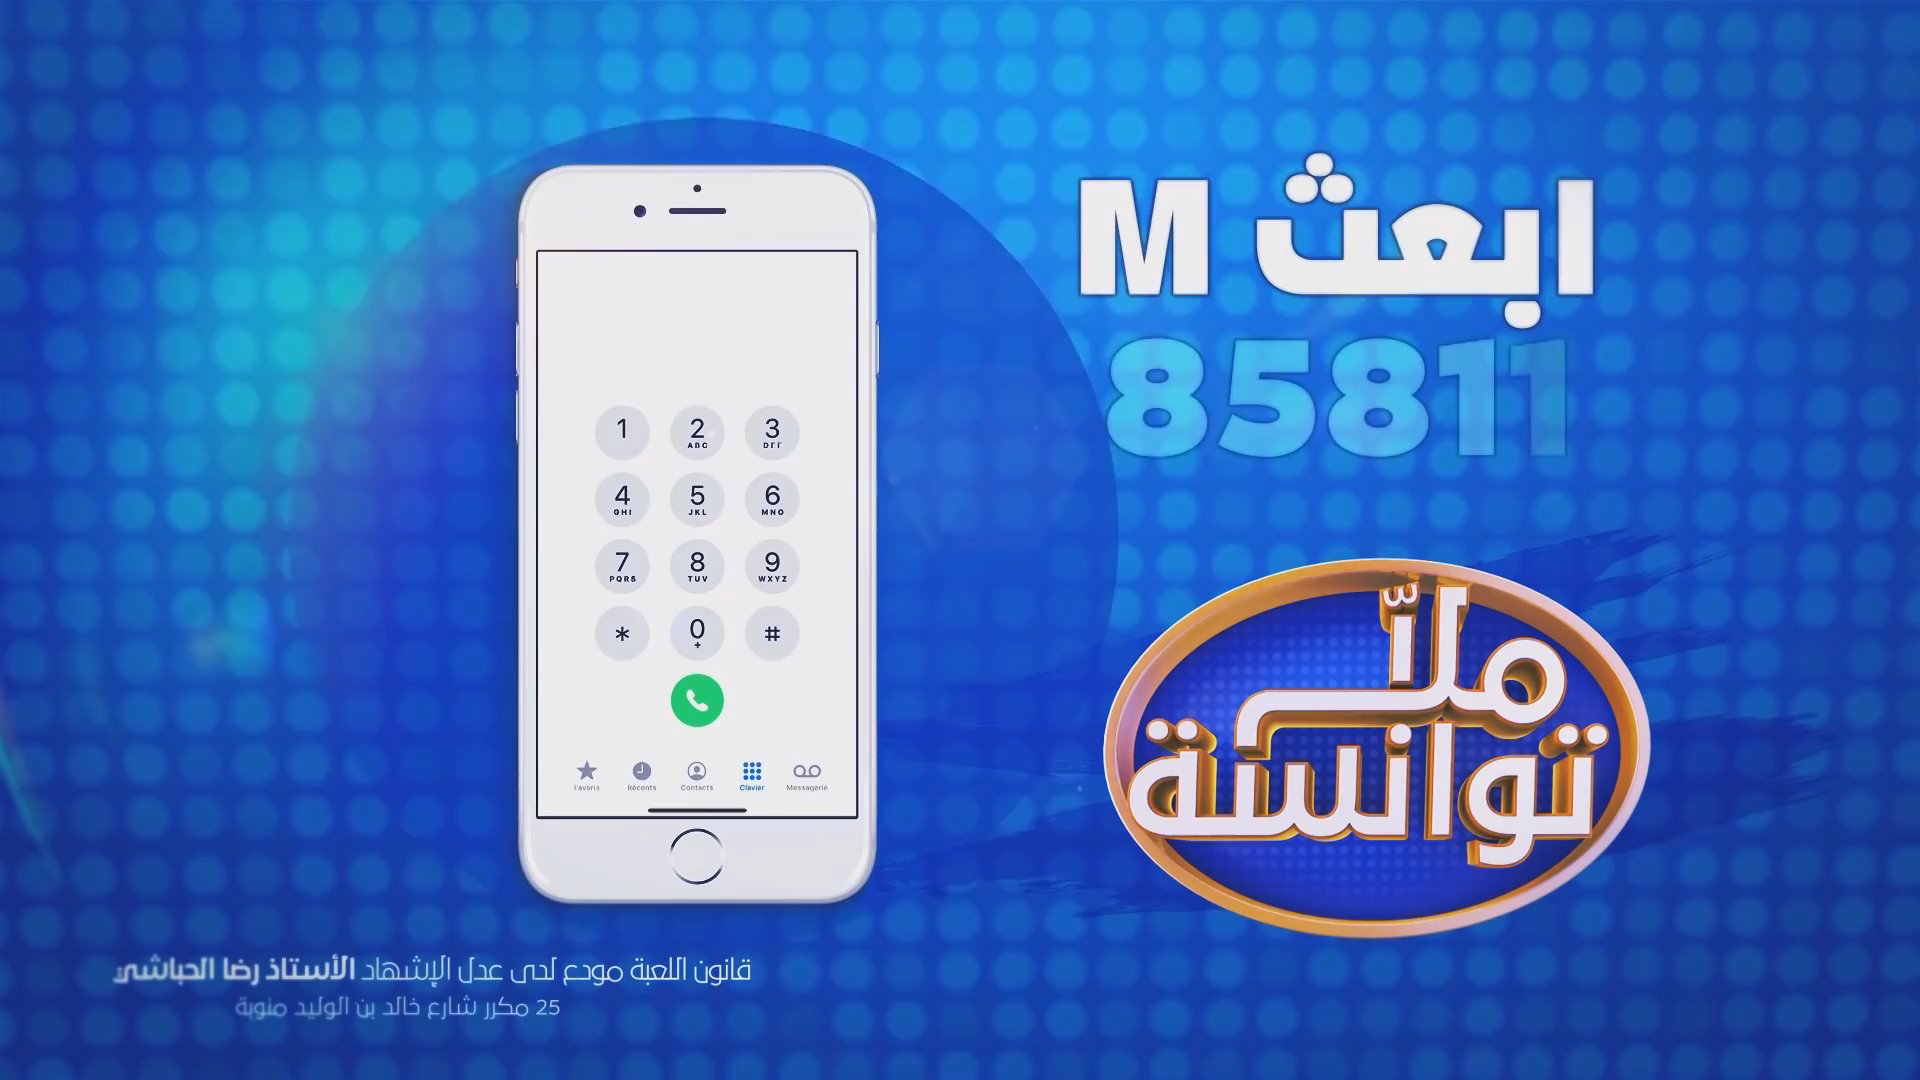 ابعث M
85811
1
2
ABC
3
4
GHI
5
JKL
6
MNO
7
PQRS
8
TUV
9
WXYZ
*
0
+
#
Favoris
Récents
Contacts
Clavier
Messagerie
ملّا
توانسة
قانون اللعبة مودع لدى عدل الإشهاد الأستاذ رضا الحباشي
25 مكرر شارع خالد بن الوليد منوبة